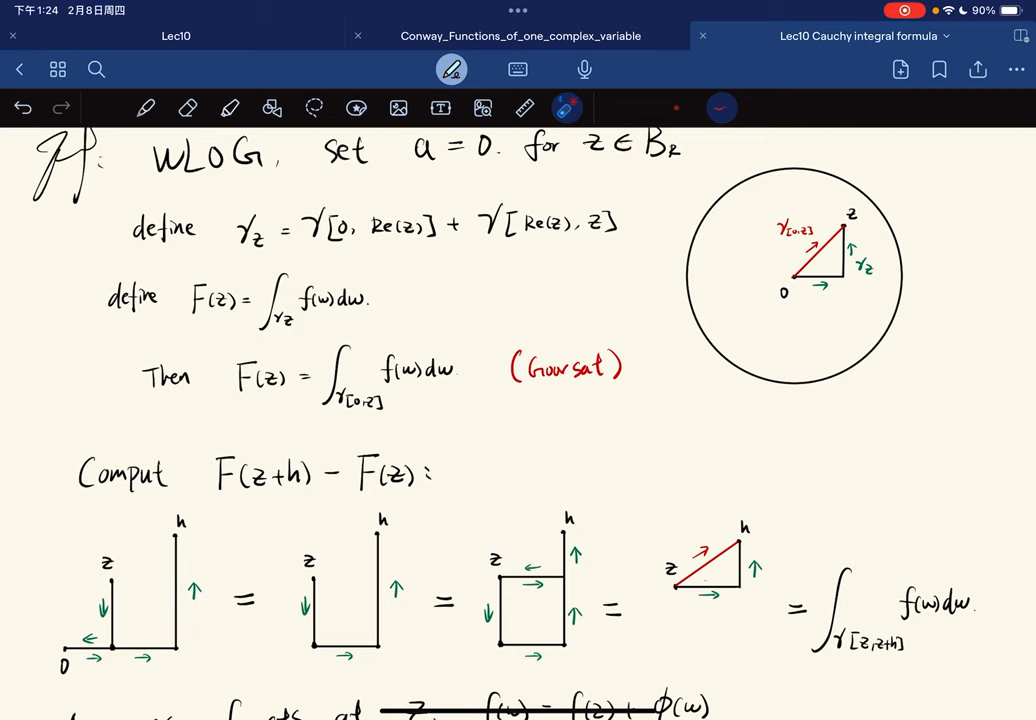 下午1:24 2月8日周四 90%
Lec10 Conway_Functions_of_one_complex_variable Lec10 Cauchy integral formula
pf: WLOG, set a = 0. for z ∈ B_R
define γ_z = γ[0, Re(z)] + γ[Re(z), z]
z
γ[0,z]
γ_z
0
define F(z) = ∫_{γ_z} f(w)dw.
Then F(z) = ∫_{γ[0,z]} f(w)dw. (Goursat)
Comput F(z+h) − F(z):
h h h h
z z z z
= = = = ∫_{γ[z,z+h]} f(w)dw.
0
f(w) = f(z) + ϕ(w)